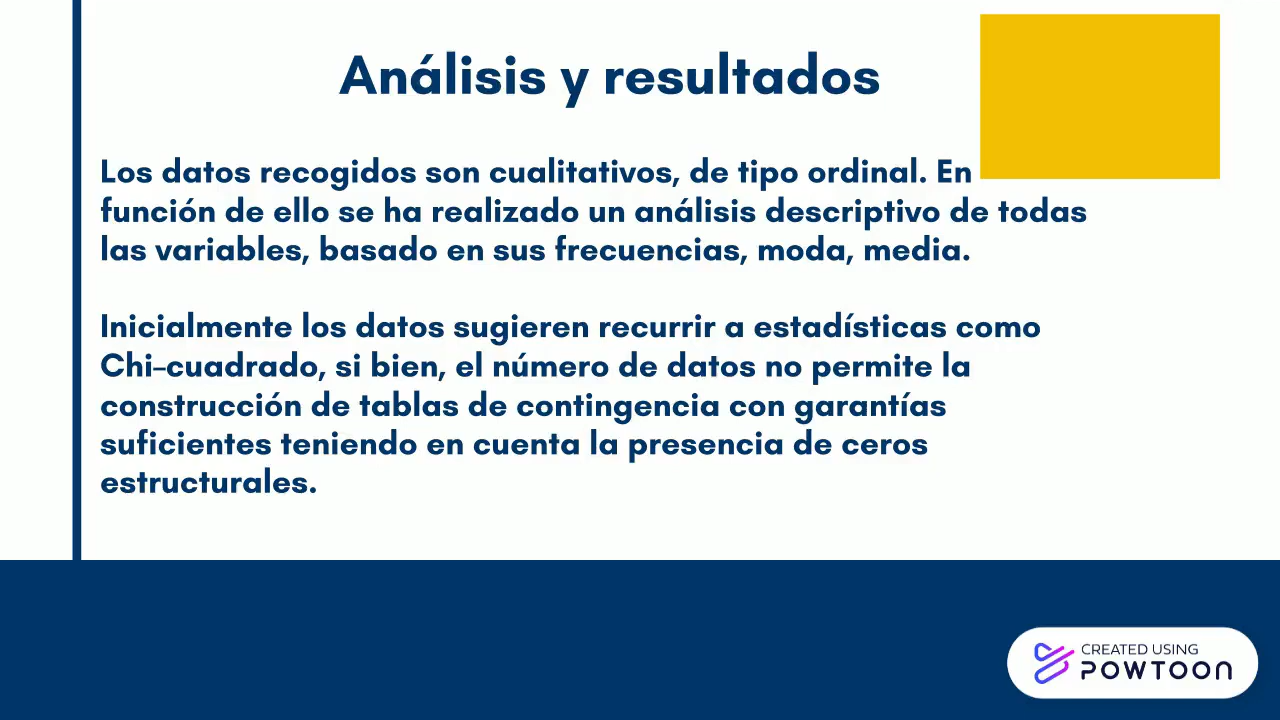 Análisis y resultados
Los datos recogidos son cualitativos, de tipo ordinal. En
función de ello se ha realizado un análisis descriptivo de todas
las variables, basado en sus frecuencias, moda, media.
Inicialmente los datos sugieren recurrir a estadísticas como
Chi-cuadrado, si bien, el número de datos no permite la
construcción de tablas de contingencia con garantías
suficientes teniendo en cuenta la presencia de ceros
estructurales.
CREATED USING
POWTOON